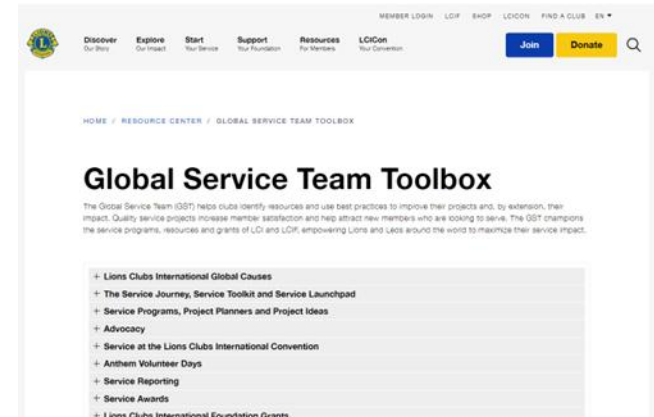 MEMBER LOGIN LCIF SHOP LCICON FIND A CLUB EN
Discover Explore Start Support Resources LCICon
Our Story Our Impact Your Service Your Foundation For Members Your Convention
Join Donate
HOME / RESOURCE CENTER / GLOBAL SERVICE TEAM TOOLBOX
Global Service Team Toolbox
The Global Service Team (GST) helps clubs identify resources and use best practices to improve their projects and, by extension, their
impact. Quality service projects increase member satisfaction and help attract new members who are looking to serve. The GST champions
the service programs, resources and grants of LCI and LCIF, empowering Lions and Leos around the world to maximize their service impact.
+ Lions Clubs International Global Causes
+ The Service Journey, Service Toolkit and Service Launchpad
+ Service Programs, Project Planners and Project Ideas
+ Advocacy
+ Service at the Lions Clubs International Convention
+ Anthem Volunteer Days
+ Service Reporting
+ Service Awards
+ Lions Clubs International Foundation Grants